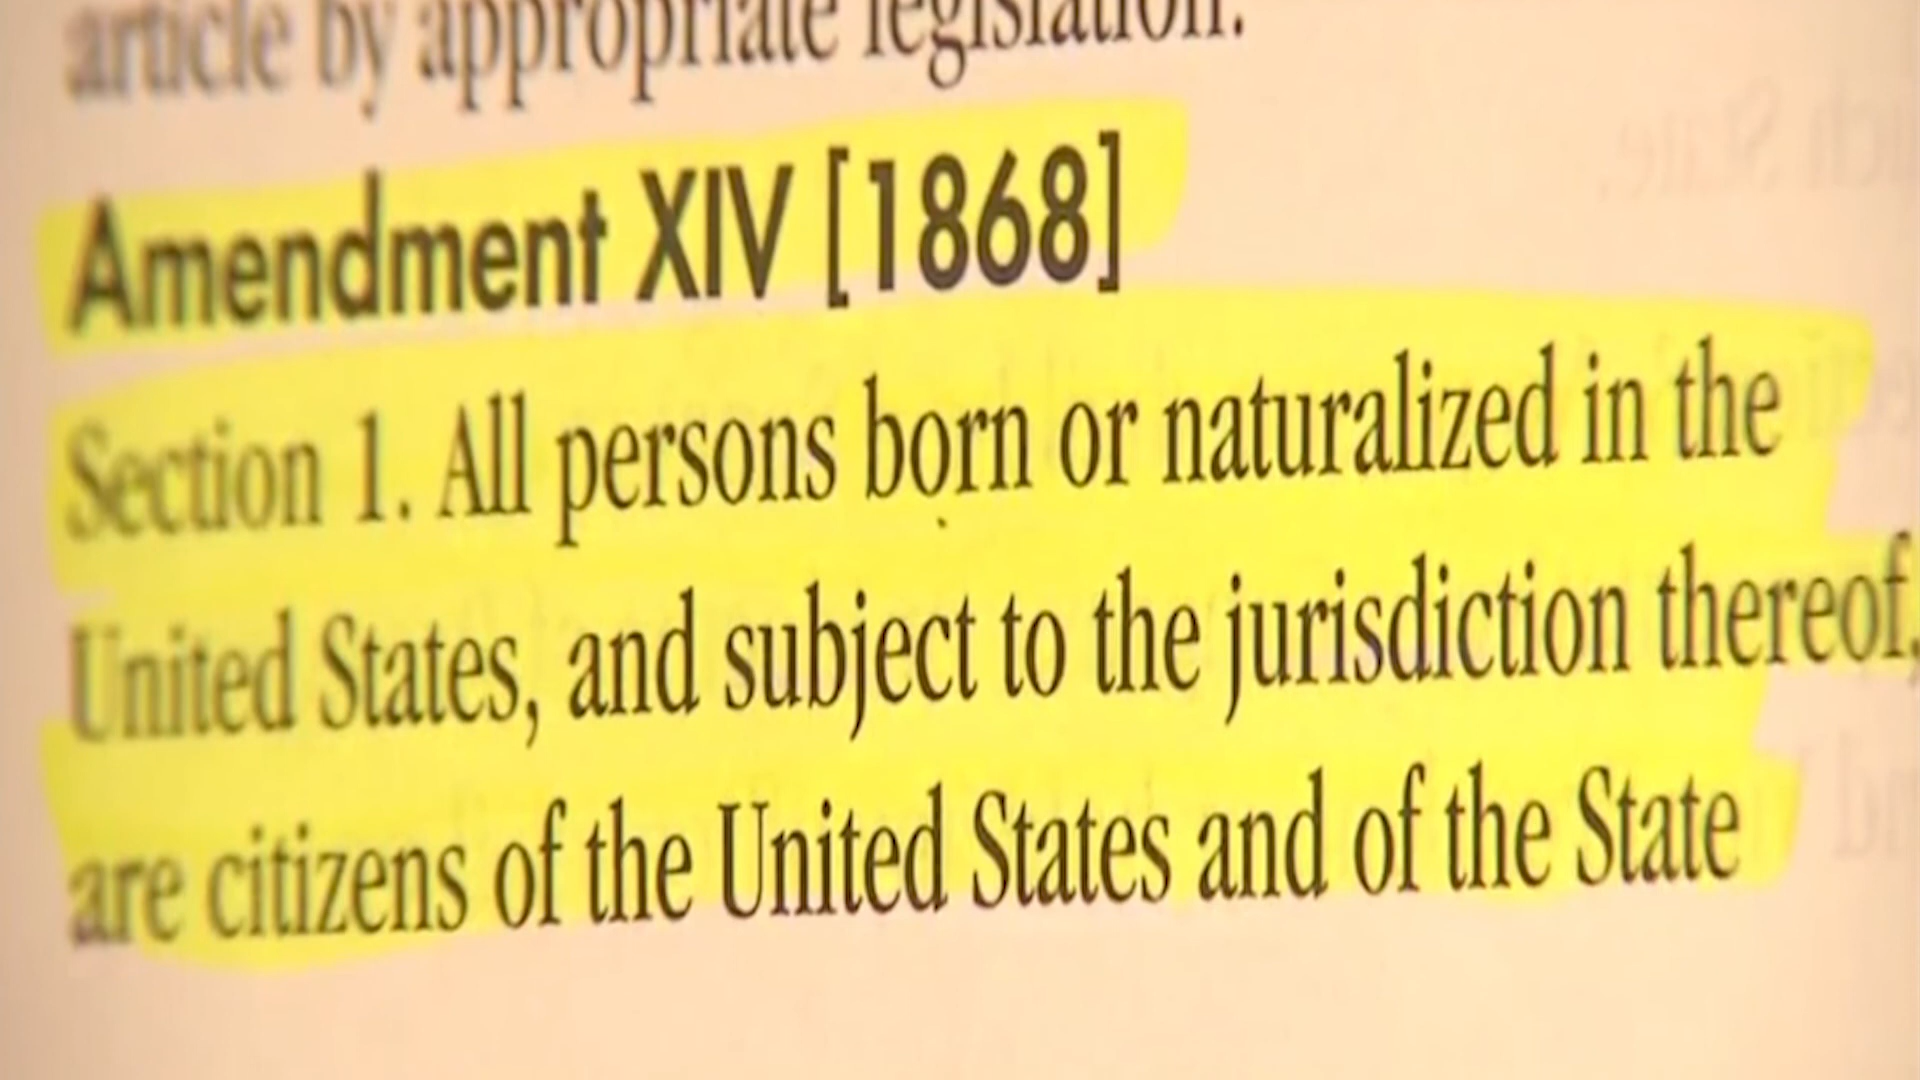 article by appropriate legislation.
Amendment XIV [1868]
Section 1. All persons born or naturalized in the
United States, and subject to the jurisdiction thereof,
are citizens of the United States and of the State